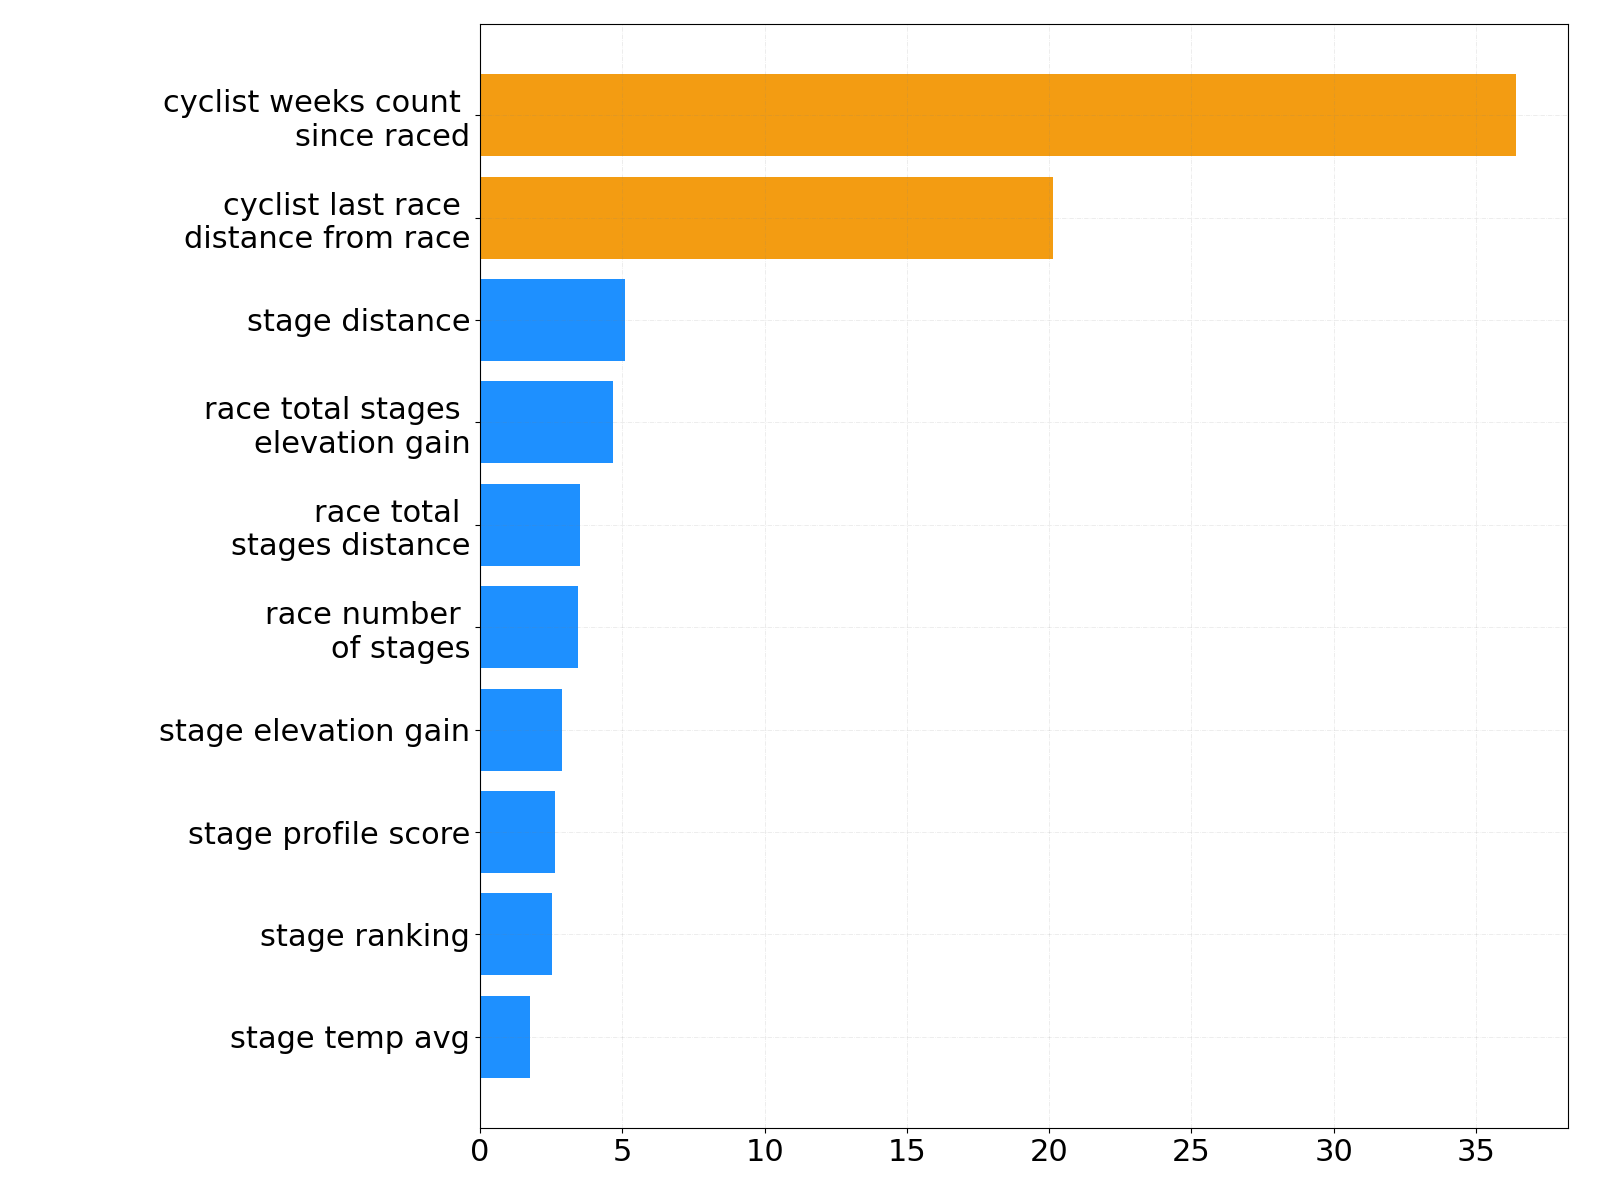 cyclist weeks count
since raced
cyclist last race
distance from race
stage distance
race total stages
elevation gain
race total
stages distance
race number
of stages
stage elevation gain
stage profile score
stage ranking
stage temp avg
0 5 10 15 20 25 30 35